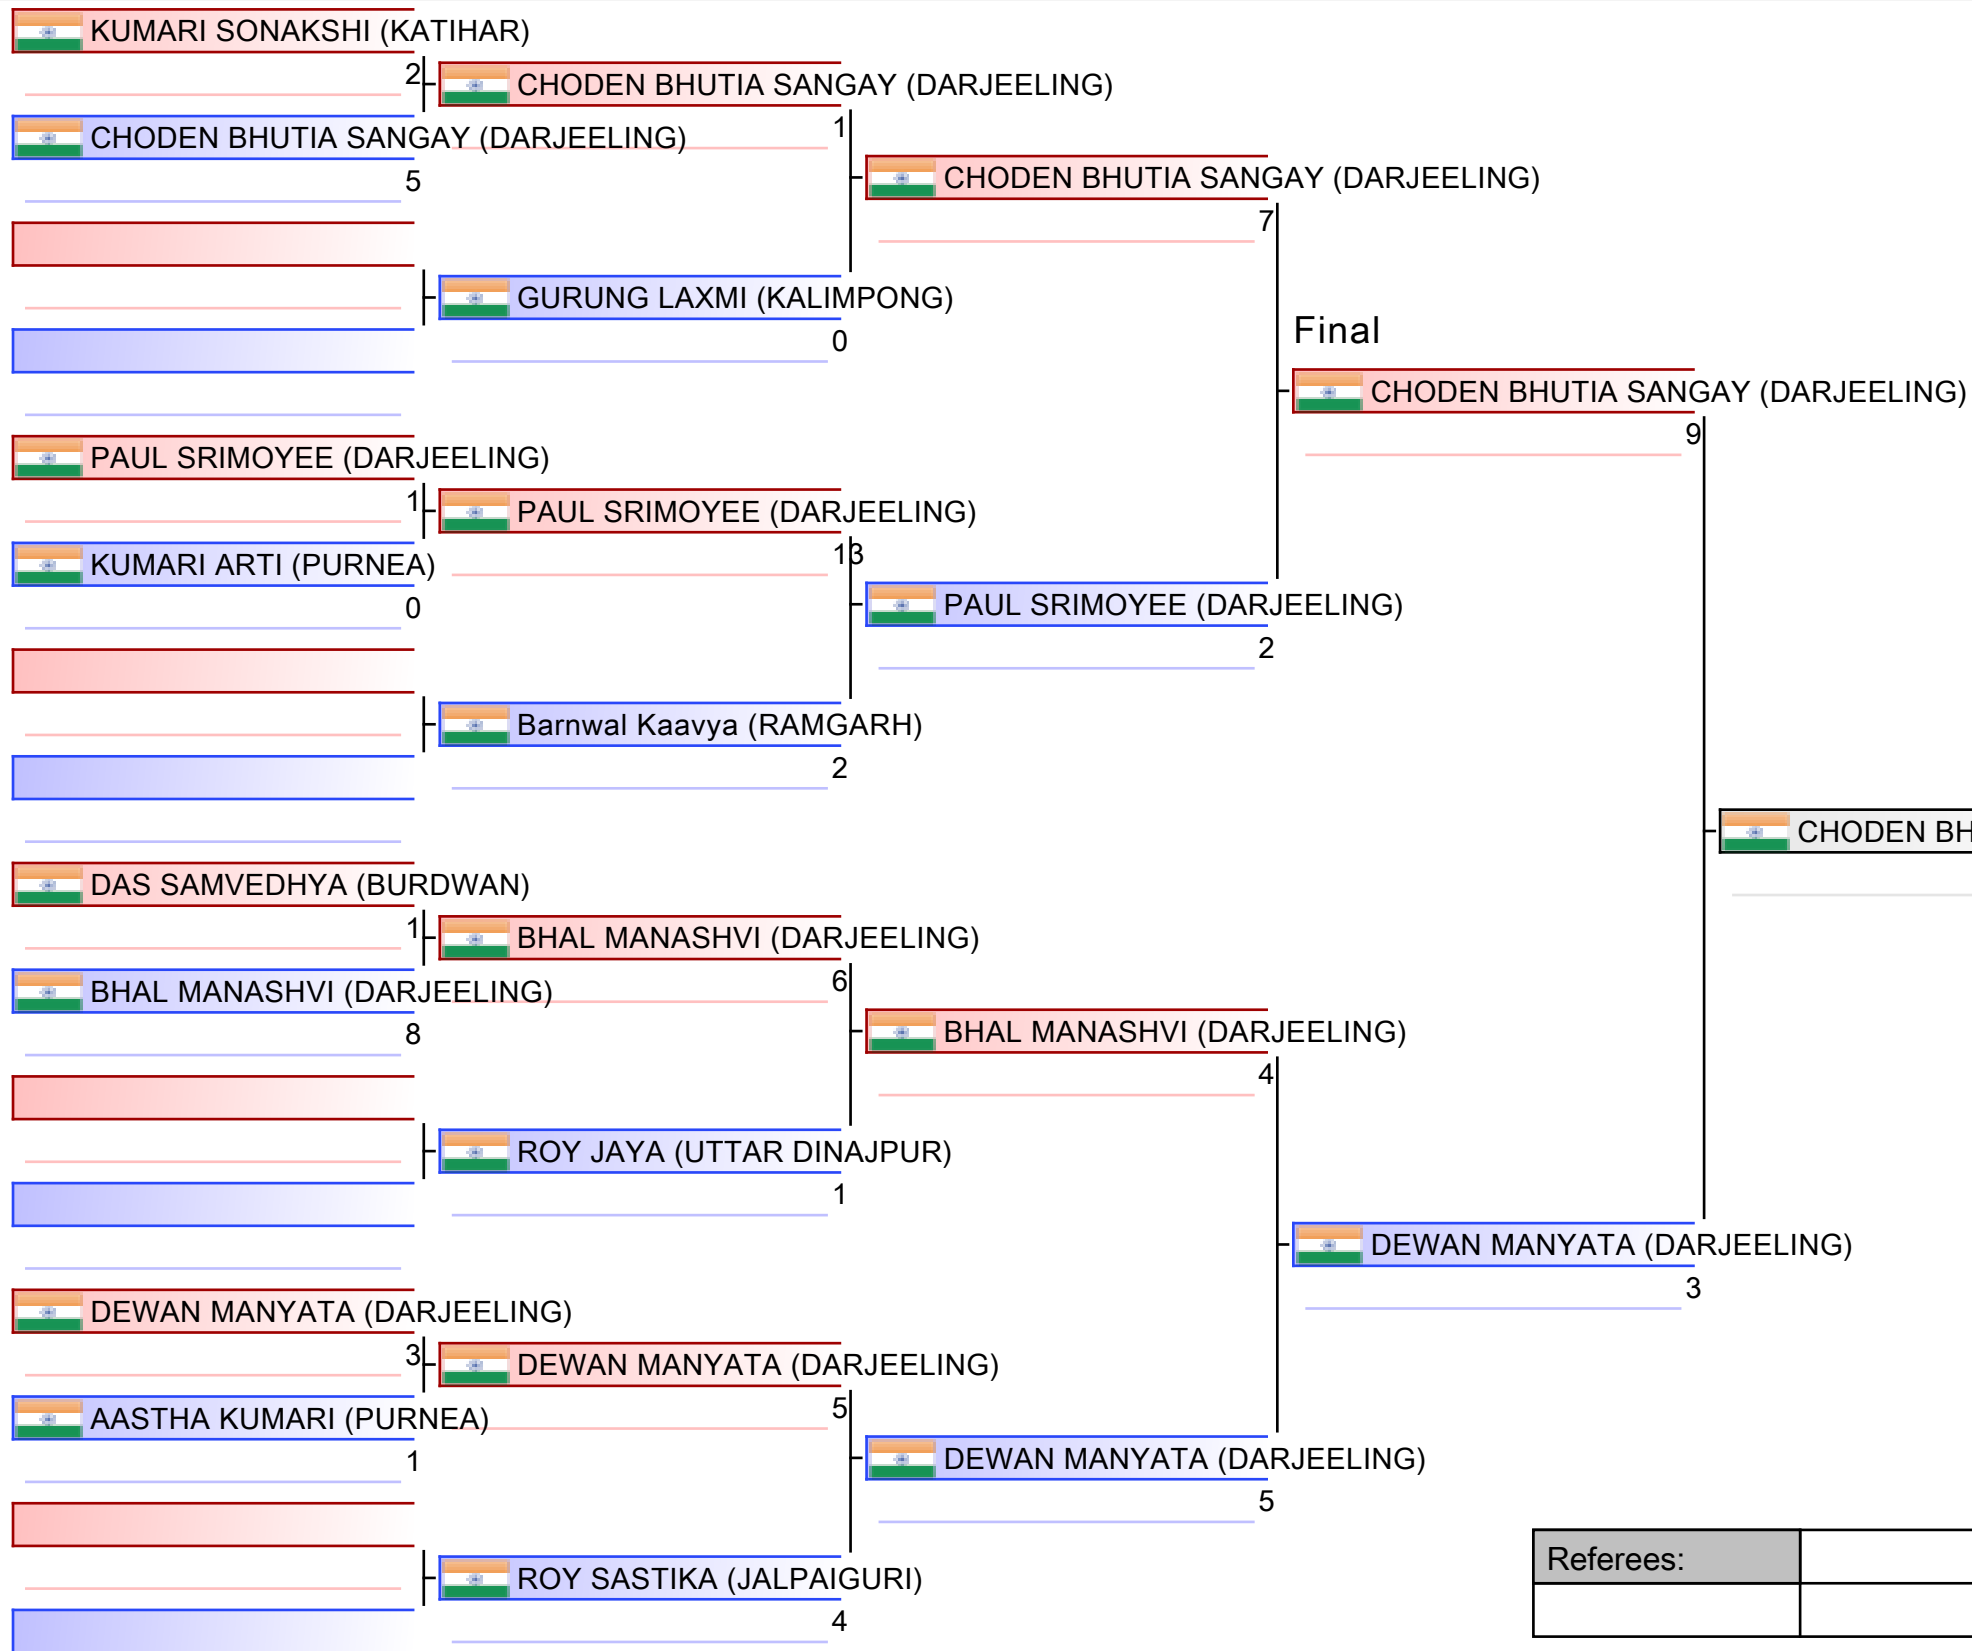 KUMARI SONAKSHI (KATIHAR)
2
CHODEN BHUTIA SANGAY (DARJEELING)
CHODEN BHUTIA SANGAY (DARJEELING)
1
5
CHODEN BHUTIA SANGAY (DARJEELING)
7
GURUNG LAXMI (KALIMPONG)
0
Final
CHODEN BHUTIA SANGAY (DARJEELING)
9
PAUL SRIMOYEE (DARJEELING)
1
PAUL SRIMOYEE (DARJEELING)
13
KUMARI ARTI (PURNEA)
0
PAUL SRIMOYEE (DARJEELING)
2
Barnwal Kaavya (RAMGARH)
2
CHODEN BH
DAS SAMVEDHYA (BURDWAN)
1
BHAL MANASHVI (DARJEELING)
6
BHAL MANASHVI (DARJEELING)
8
BHAL MANASHVI (DARJEELING)
4
ROY JAYA (UTTAR DINAJPUR)
1
DEWAN MANYATA (DARJEELING)
3
DEWAN MANYATA (DARJEELING)
3
DEWAN MANYATA (DARJEELING)
5
AASTHA KUMARI (PURNEA)
1
DEWAN MANYATA (DARJEELING)
5
ROY SASTIKA (JALPAIGURI)
4
Referees: